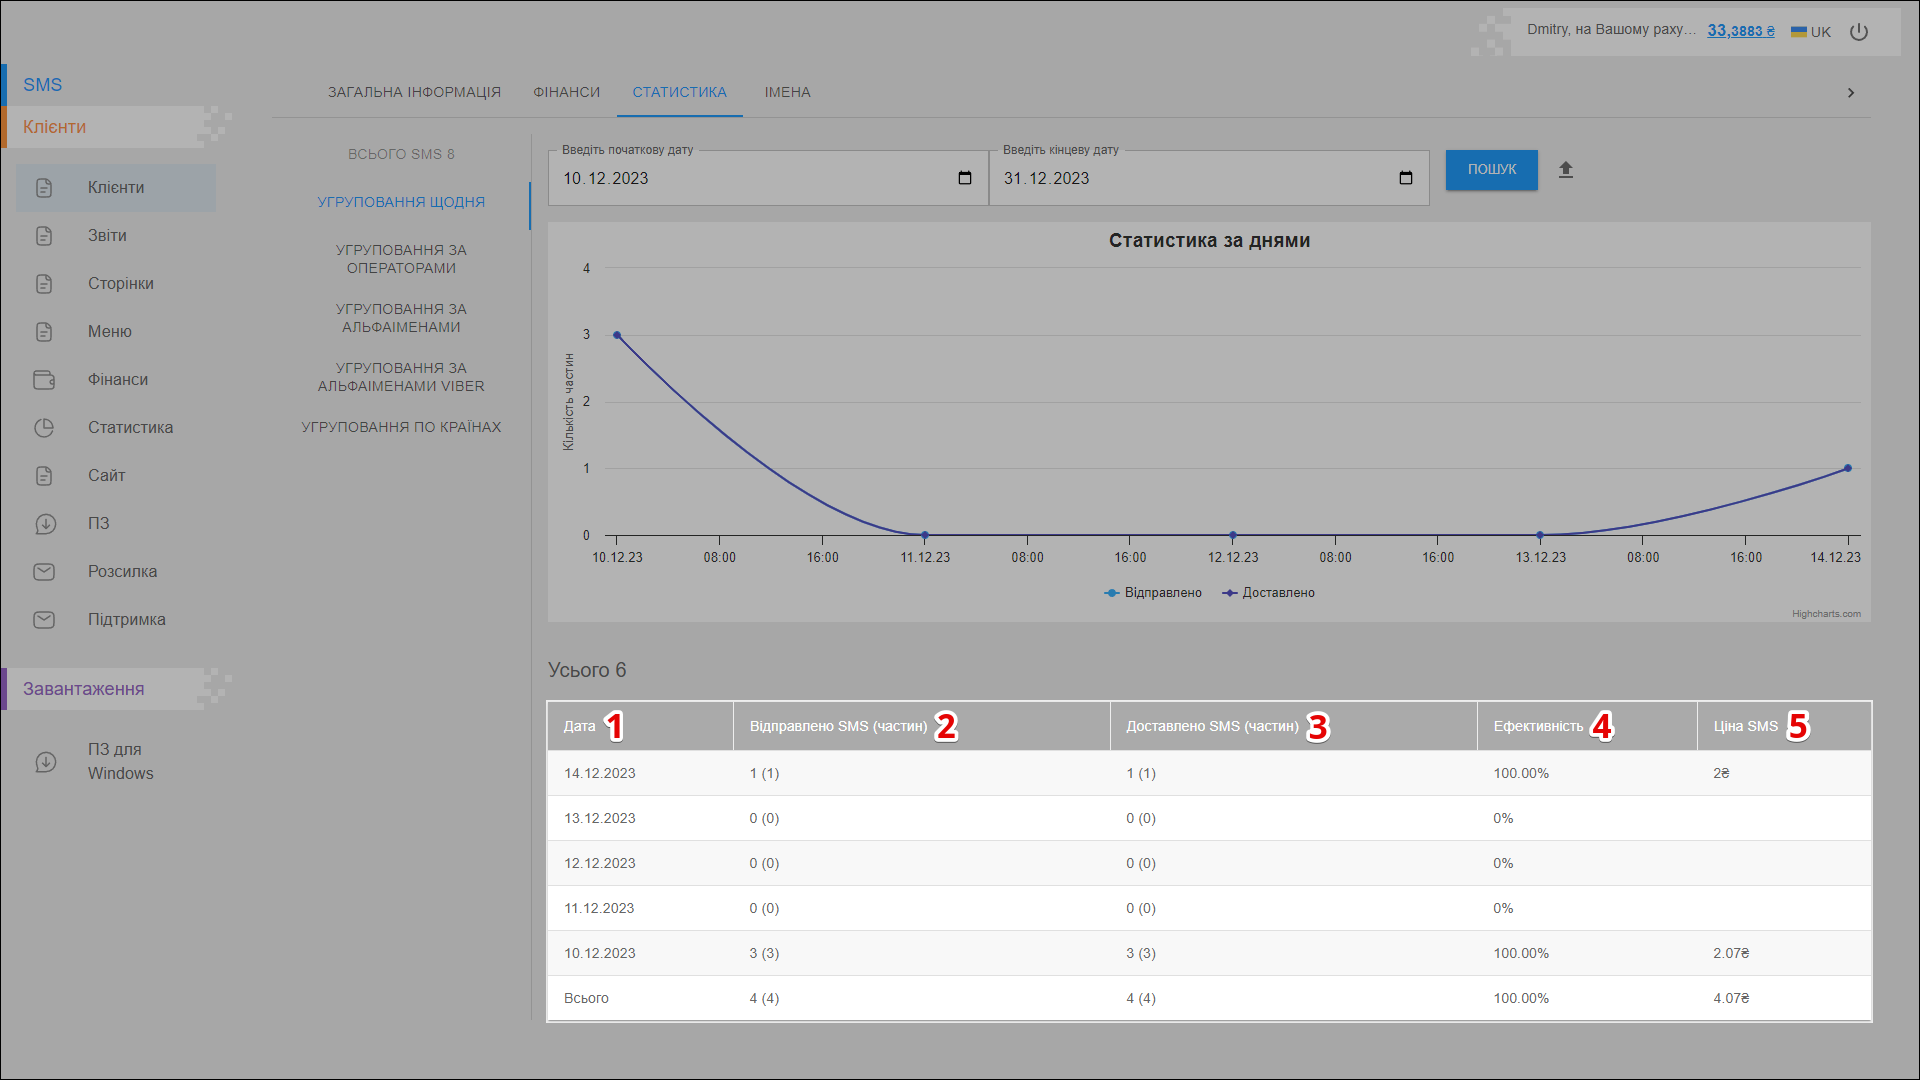 Dmitry, на Вашому раху... 33,3883 ₴ UK
SMS
Клієнти
Клієнти
Звіти
Сторінки
Меню
Фінанси
Статистика
Сайт
ПЗ
Розсилка
Підтримка
Завантаження
ПЗ для
Windows
ЗАГАЛЬНА ІНФОРМАЦІЯ ФІНАНСИ СТАТИСТИКА ІМЕНА
ВСЬОГО SMS 8
УГРУПОВАННЯ ЩОДНЯ
УГРУПОВАННЯ ЗА
ОПЕРАТОРАМИ
УГРУПОВАННЯ ЗА
АЛЬФАІМЕНАМИ
УГРУПОВАННЯ ЗА
АЛЬФАІМЕНАМИ VIBER
УГРУПОВАННЯ ПО КРАЇНАХ
Введіть початкову дату Введіть кінцеву дату
10.12.2023 31.12.2023 ПОШУК
Статистика за днями
Кількість частин
4
3
2
1
0
10.12.23 08:00 16:00 11.12.23 08:00 16:00 12.12.23 08:00 16:00 13.12.23 08:00 16:00 14.12.23
Відправлено Доставлено
Highcharts.com
Усього 6
Дата 1 Відправлено SMS (частин) 2 Доставлено SMS (частин) 3 Ефективність 4 Ціна SMS 5
14.12.2023 1 (1) 1 (1) 100.00% 2₴
13.12.2023 0 (0) 0 (0) 0%
12.12.2023 0 (0) 0 (0) 0%
11.12.2023 0 (0) 0 (0) 0%
10.12.2023 3 (3) 3 (3) 100.00% 2.07₴
Всього 4 (4) 4 (4) 100.00% 4.07₴